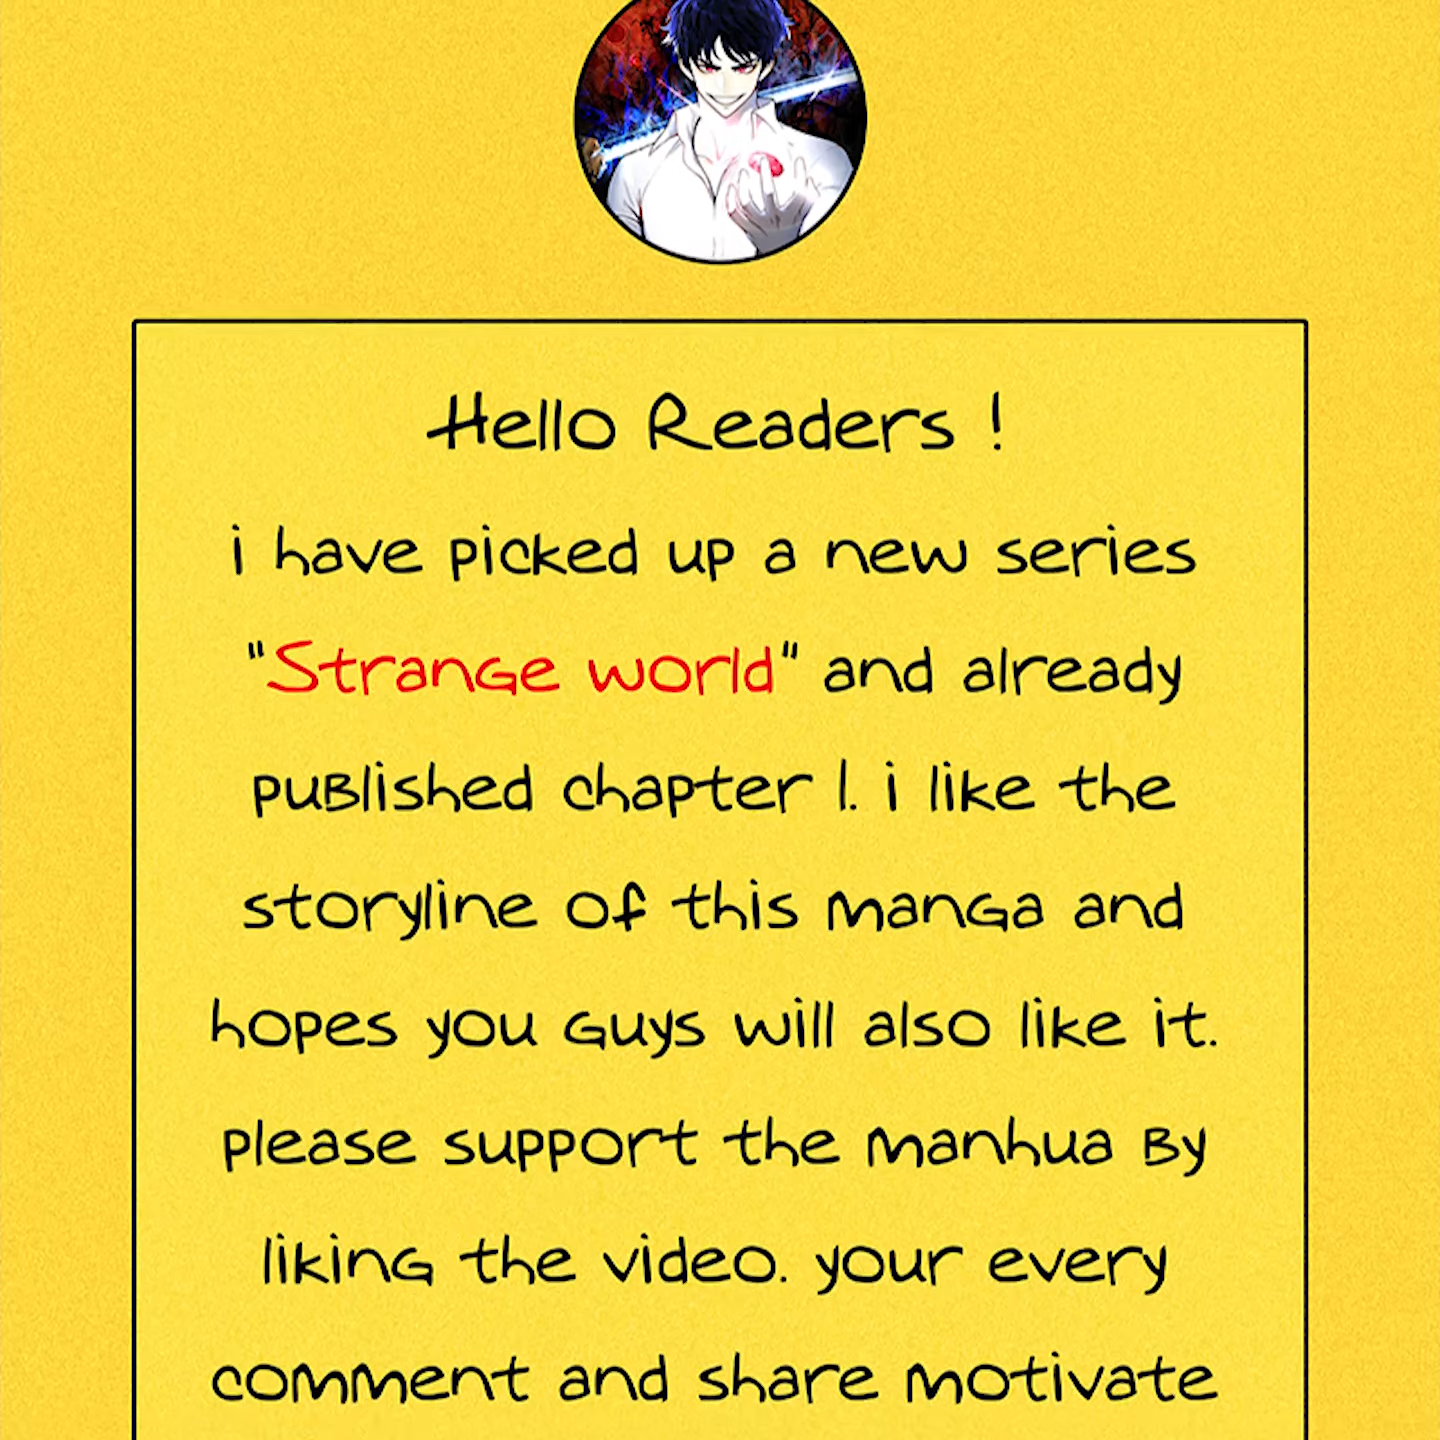 Hello Readers !
i have picked up a new series
"Strange world" and already
published chapter 1. i like the
storyline of this manga and
hopes you guys will also like it.
please support the manhua by
liking the video. your every
comment and share motivate